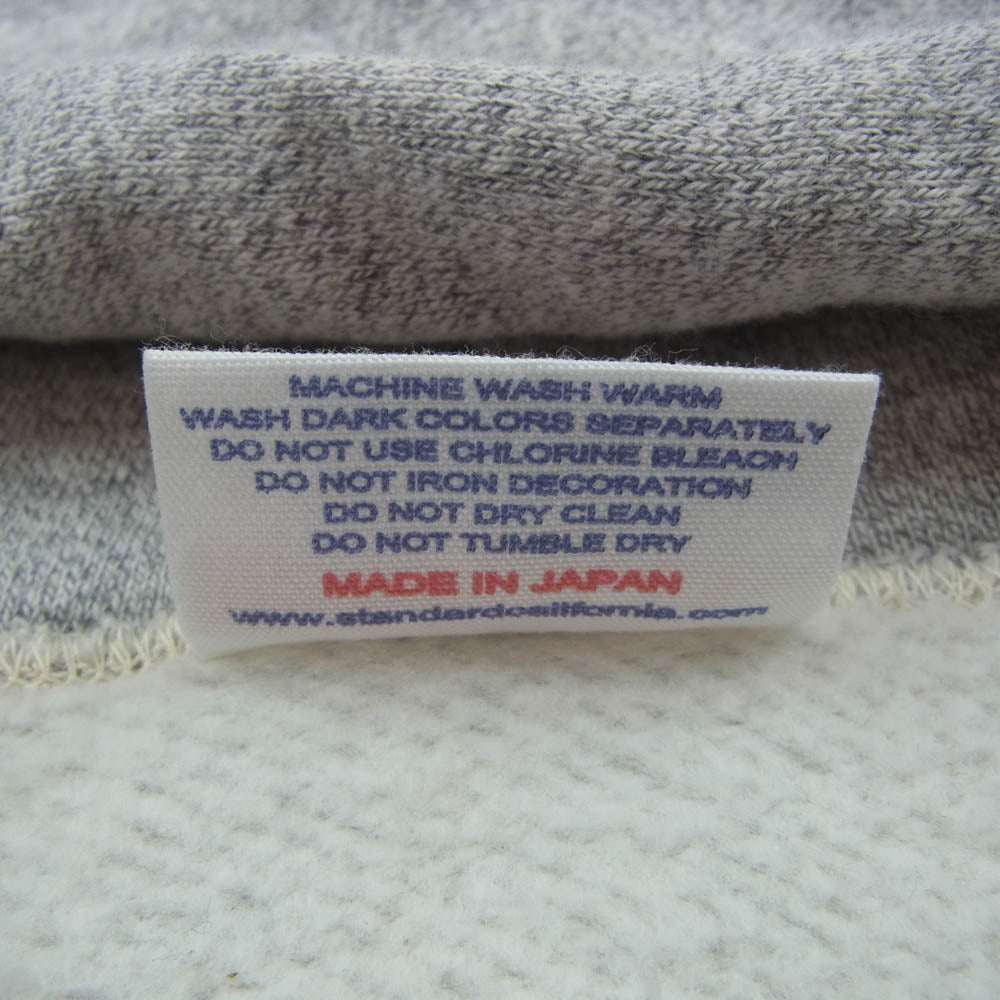 MACHINE WASH WARM
WASH DARK COLORS SEPARATELY
DO NOT USE CHLORINE BLEACH
DO NOT IRON DECORATION
DO NOT DRY CLEAN
DO NOT TUMBLE DRY
MADE IN JAPAN
www.standardcalifornia.com